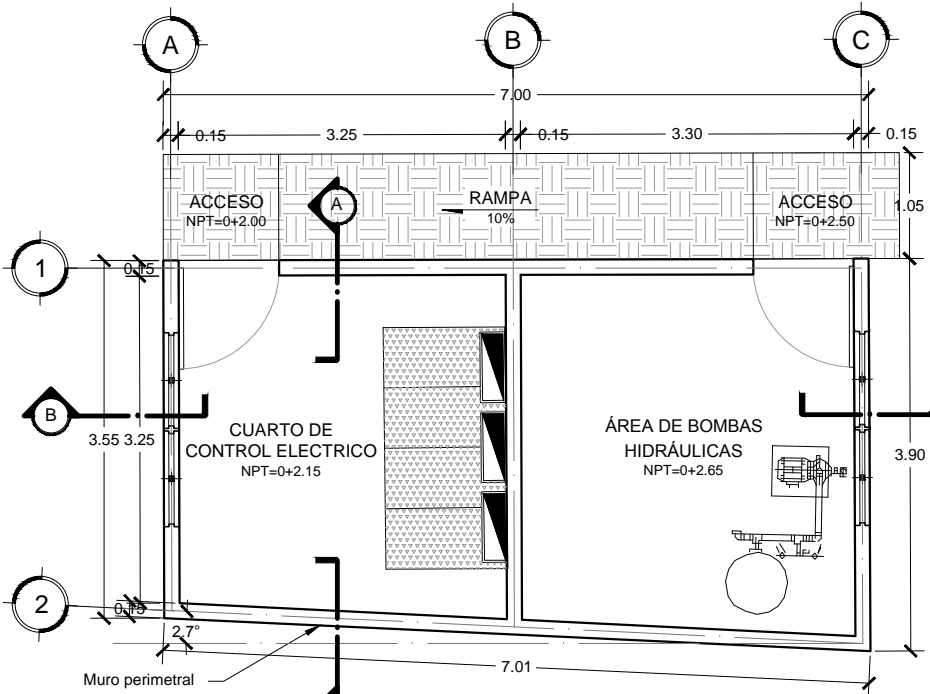 A
B
C
7.00
0.15
3.25
0.15
3.30
0.15
ACCESO
NPT=0+2.00
A
RAMPA
10%
ACCESO
NPT=0+2.50
1.05
1
0.15
B
3.55
3.25
CUARTO DE
CONTROL ELECTRICO
NPT=0+2.15
ÁREA DE BOMBAS
HIDRÁULICAS
NPT=0+2.65
3.90
2
0.15
2.7°
7.01
Muro perimetral